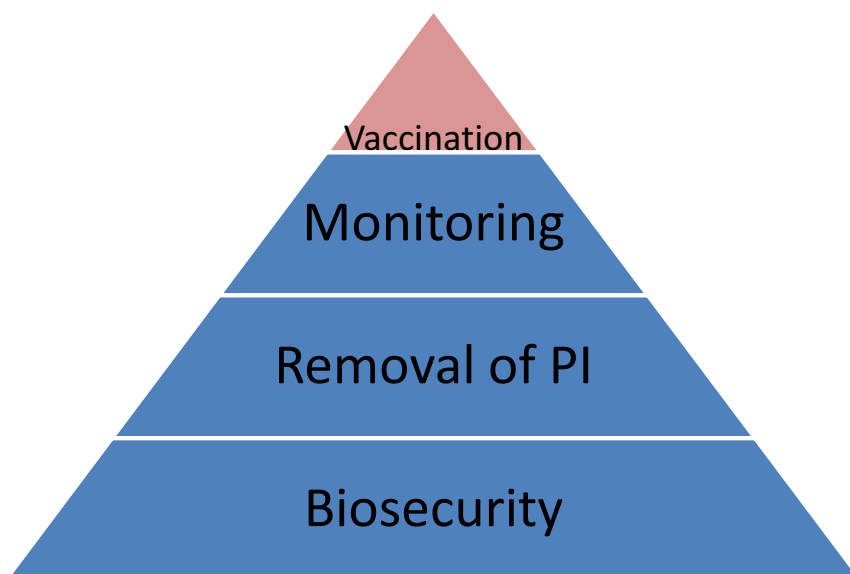 Vaccination
Monitoring
Removal of PI
Biosecurity